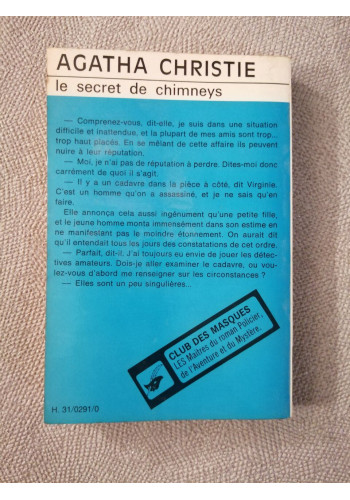 AGATHA CHRISTIE
le secret de chimneys
— Comprenez-vous, dit-elle, je suis dans une situation
difficile et inattendue, et la plupart de mes amis sont trop...
trop haut placés. En se mêlant de cette affaire ils peuvent
nuire à leur réputation.
— Moi, je n'ai pas de réputation à perdre. Dites-moi donc
carrément de quoi il s'agit.
— Il y a un cadavre dans la pièce à côté, dit Virginie.
C'est un homme qu'on a assassiné, et je ne sais qu'en
faire.
Elle annonça cela aussi ingénument qu'une petite fille,
et le jeune homme monta immensément dans son estime en
ne manifestant pas le moindre étonnement. On aurait dit
qu'il entendait tous les jours des constatations de cet ordre.
— Parfait, dit-il. J'ai toujours eu envie de jouer les détec-
tives amateurs. Dois-je aller examiner le cadavre, ou vou-
lez-vous d'abord me renseigner sur les circonstances ?
— Elles sont un peu singulières...
CLUB DES MASQUES
LES Maîtres du roman Policier,
de l'Aventure et du Mystère.
H. 31/0291/0